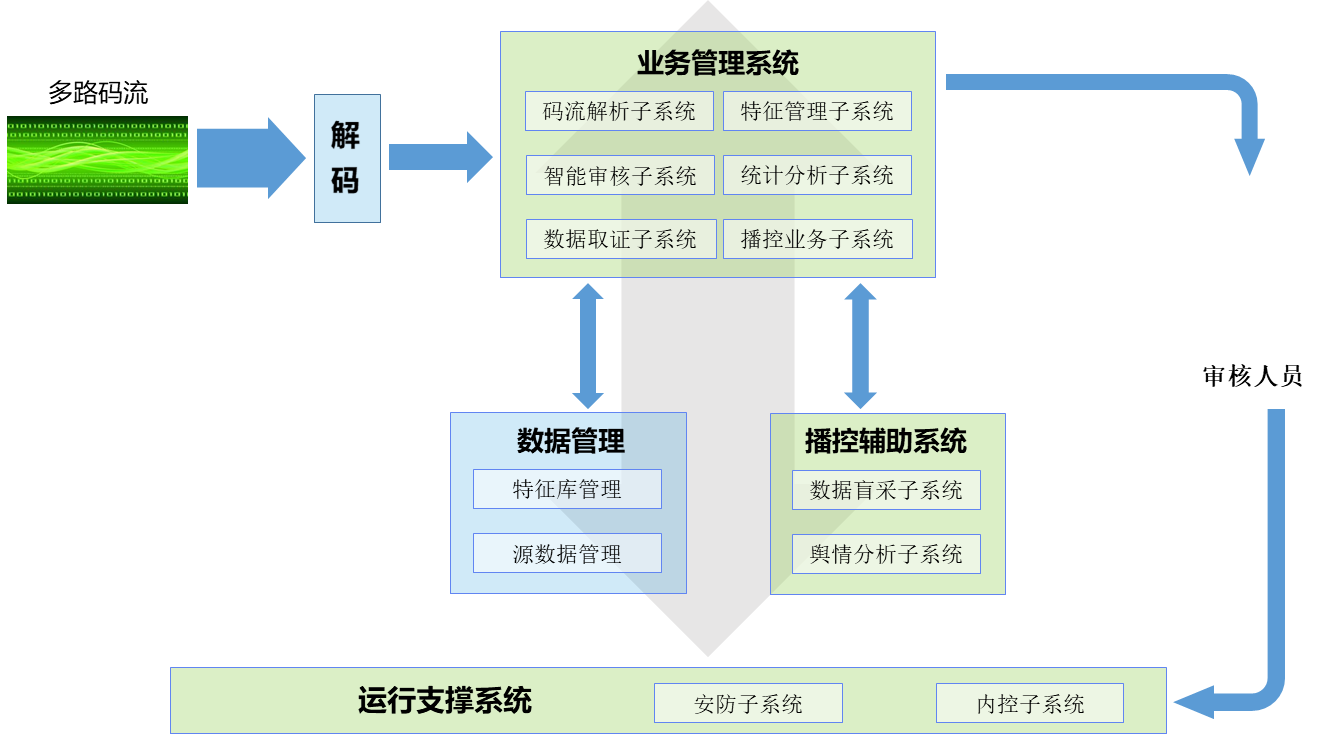 多路码流
解
码
业务管理系统
码流解析子系统
特征管理子系统
智能审核子系统
统计分析子系统
数据取证子系统
播控业务子系统
审核人员
数据管理
特征库管理
源数据管理
播控辅助系统
数据盲采子系统
舆情分析子系统
运行支撑系统
安防子系统
内控子系统